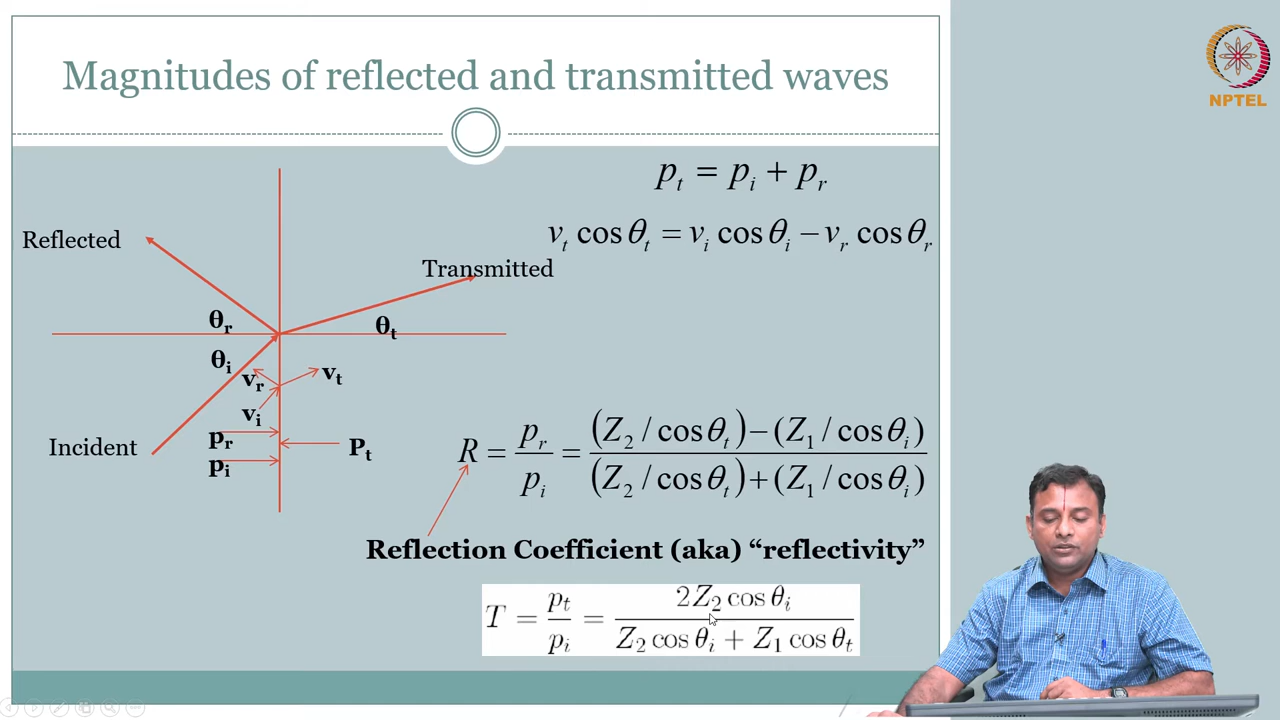 Magnitudes of reflected and transmitted waves
NPTEL
p_t = p_i + p_r
v_t cos θ_t = v_i cos θ_i − v_r cos θ_r
Reflected
Transmitted
θ_r
θ_t
θ_i
v_r
v_t
v_i
Incident
p_r
P_t
p_i
R = p_r / p_i = ((Z_2 / cos θ_t) − (Z_1 / cos θ_i)) / ((Z_2 / cos θ_t) + (Z_1 / cos θ_i))
Reflection Coefficient (aka) “reflectivity”
T = p_t / p_i = 2Z_2 cos θ_i / (Z_2 cos θ_i + Z_1 cos θ_t)